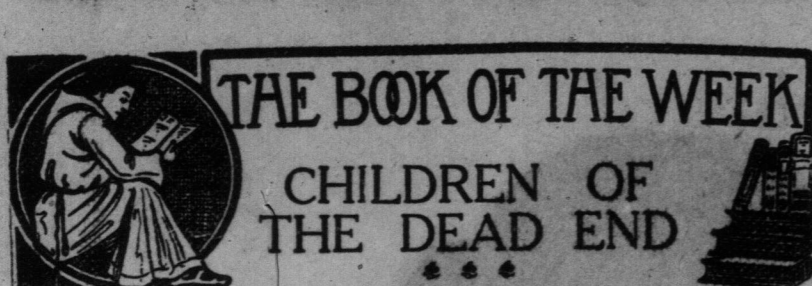 THE BOOK OF THE WEEK
CHILDREN OF
THE DEAD END